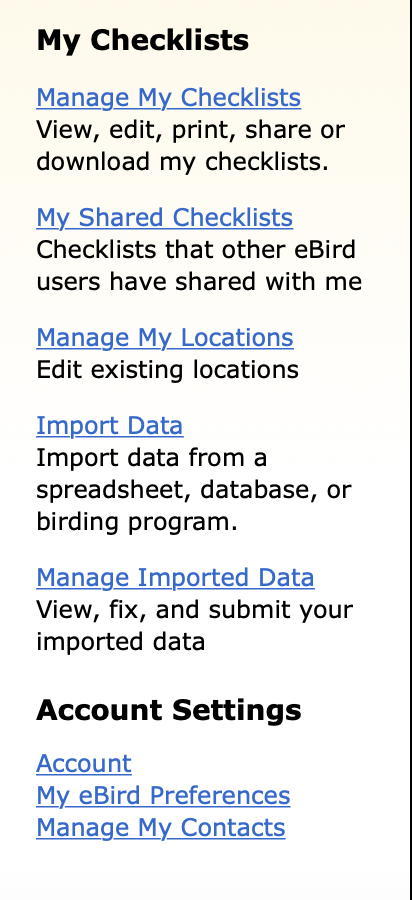 My Checklists
Manage My Checklists
View, edit, print, share or
download my checklists.
My Shared Checklists
Checklists that other eBird
users have shared with me
Manage My Locations
Edit existing locations
Import Data
Import data from a
spreadsheet, database, or
birding program.
Manage Imported Data
View, fix, and submit your
imported data
Account Settings
Account
My eBird Preferences
Manage My Contacts